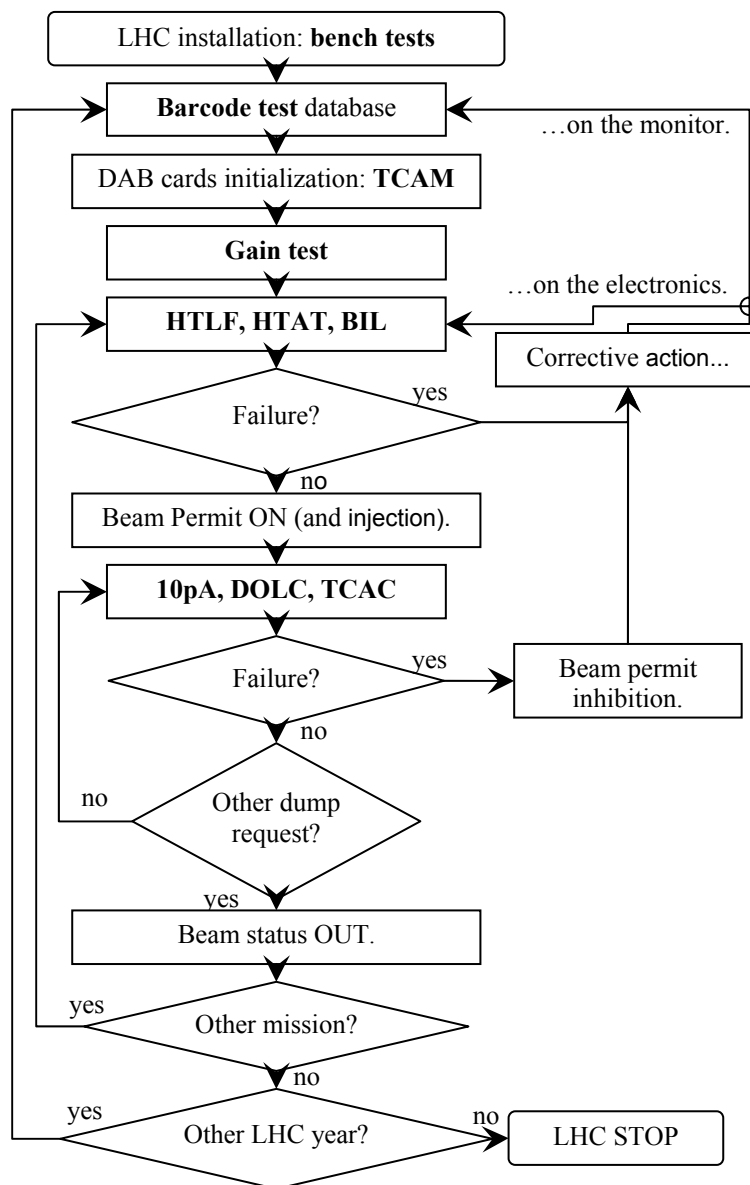 LHC installation: bench tests
Barcode test database
…on the monitor.
DAB cards initialization: TCAM
Gain test
…on the electronics.
HTLF, HTAT, BIL
Corrective action...
yes
Failure?
no
Beam Permit ON (and injection).
10pA, DOLC, TCAC
yes
Failure?
Beam permit
inhibition.
no
no
Other dump
request?
yes
Beam status OUT.
yes
Other mission?
no
yes
Other LHC year?
no
LHC STOP